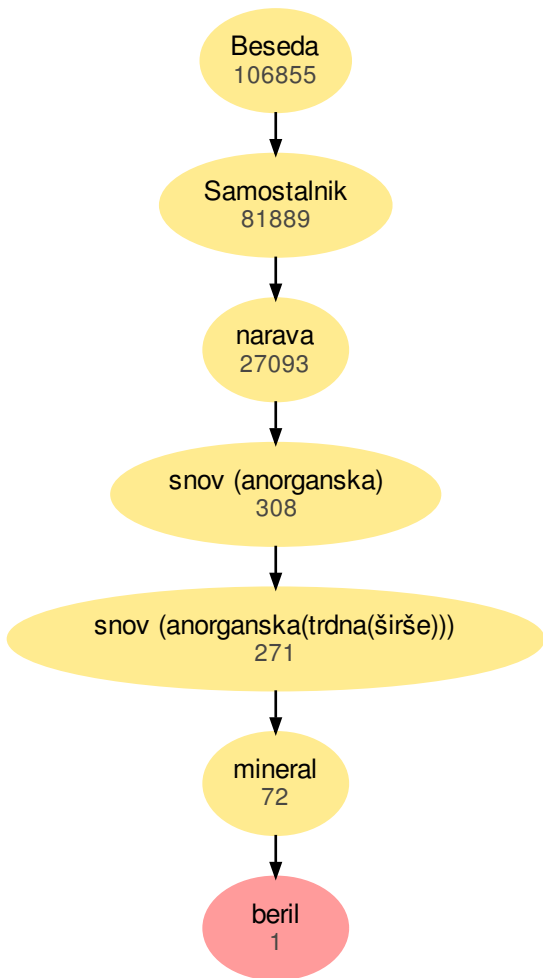 Beseda
106855
Samostalnik
81889
narava
27093
snov (anorganska)
308
snov (anorganska(trdna(širše)))
271
mineral
72
beril
1